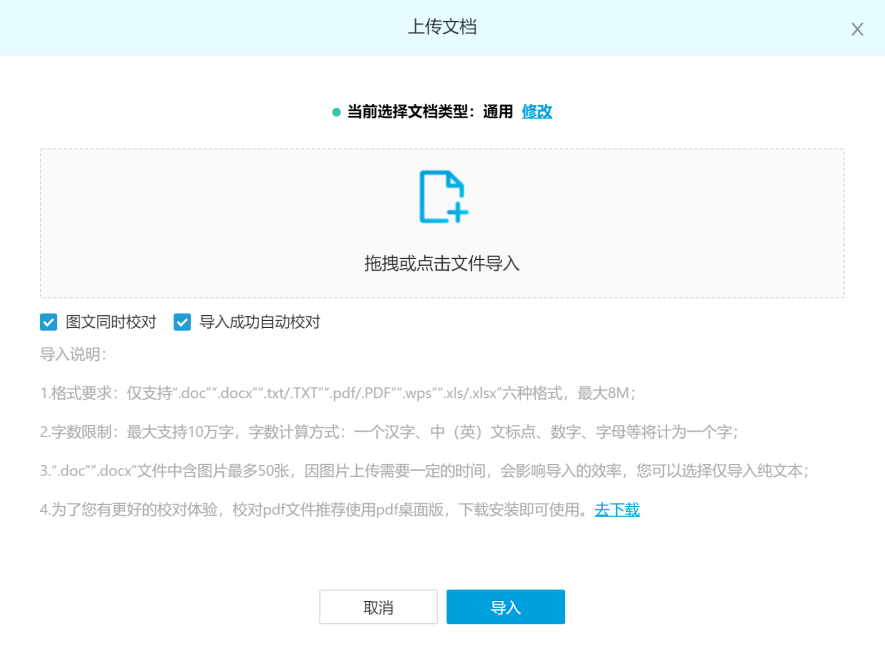 上传文档
当前选择文档类型：通用 修改
拖拽或点击文件导入
图文同时校对 导入成功自动校对
导入说明：
1.格式要求：仅支持“.doc”“.docx”“.txt/.TXT”“.pdf/.PDF”“.wps”“.xls/.xlsx”六种格式，最大8M；
2.字数限制：最大支持10万字，字数计算方式：一个汉字、中（英）文标点、数字、字母等将计为一个字；
3.“.doc”“.docx”文件中含图片最多50张，因图片上传需要一定的时间，会影响导入的效率，您可以选择仅导入纯文本；
4.为了您有更好的校对体验，校对pdf文件推荐使用pdf桌面版，下载安装即可使用。去下载
取消 导入